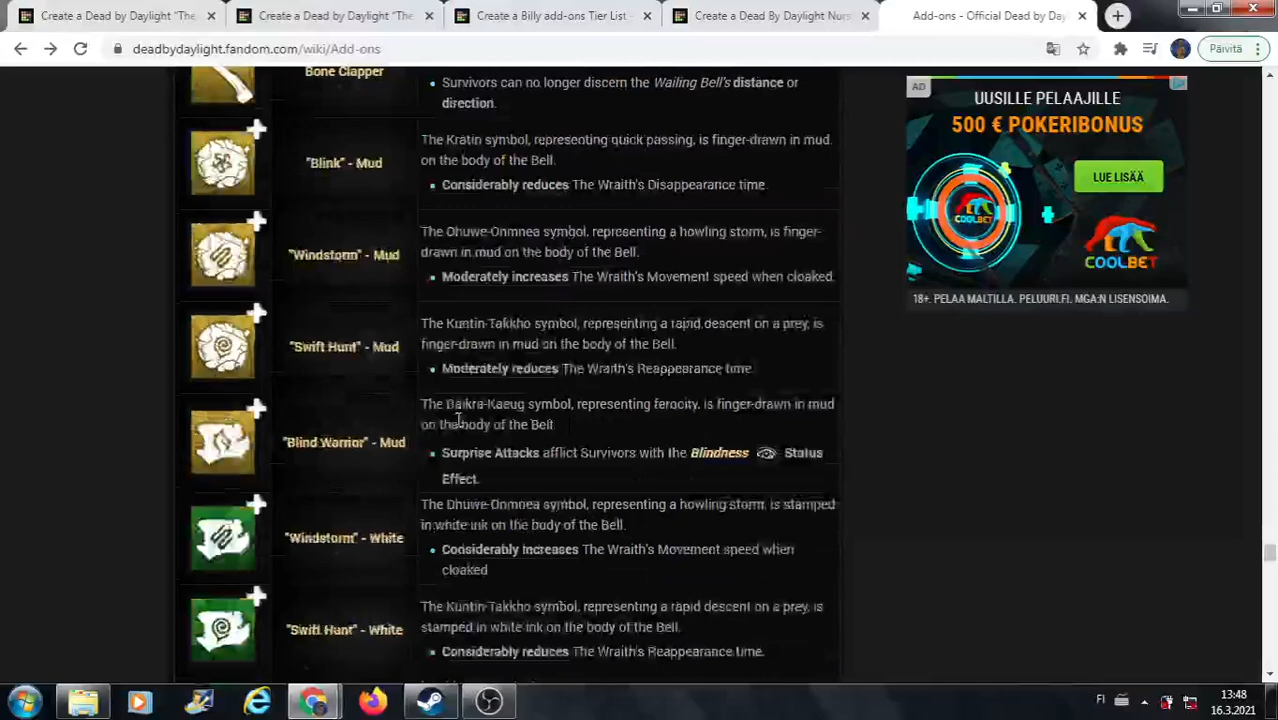 Create a Dead by Daylight "The
Create a Dead by Daylight "The
Create a Billy add-ons Tier List -
Create a Dead By Daylight Nurs
Add-ons - Official Dead by Day
deadbydaylight.fandom.com/wiki/Add-ons
Päivitä
Bone Clapper
Survivors can no longer discern the Wailing Bell's distance or
direction.
"Blink" - Mud
The Kratin symbol, representing quick passing, is finger-drawn in mud
on the body of the Bell.
Considerably reduces The Wraith's Disappearance time.
"Windstorm" - Mud
The Dhuwe-Onmnea symbol, representing a howling storm, is finger-
drawn in mud on the body of the Bell.
Moderately increases The Wraith's Movement speed when cloaked.
"Swift Hunt" - Mud
The Kuntin-Takkho symbol, representing a rapid descent on a prey, is
finger-drawn in mud on the body of the Bell.
Moderately reduces The Wraith's Reappearance time.
"Blind Warrior" - Mud
The Daikra-Kaeug symbol, representing ferocity, is finger-drawn in mud
on the body of the Bell.
Surprise Attacks afflict Survivors with the Blindness Status
Effect.
"Windstorm" - White
The Dhuwe-Onmnea symbol, representing a howling storm, is stamped
in white ink on the body of the Bell.
Considerably increases The Wraith's Movement speed when
cloaked
"Swift Hunt" - White
The Kuntin-Takkho symbol, representing a rapid descent on a prey, is
stamped in white ink on the body of the Bell.
Considerably reduces The Wraith's Reappearance time.
AD
UUSILLE PELAAJILLE
500 € POKERIBONUS
LUE LISÄÄ
COOLBET
COOLBET
18+. PELAA MALTILLA. PELUURI.FI. MGA:N LISENSOIMA.
FI
13:48
16.3.2021